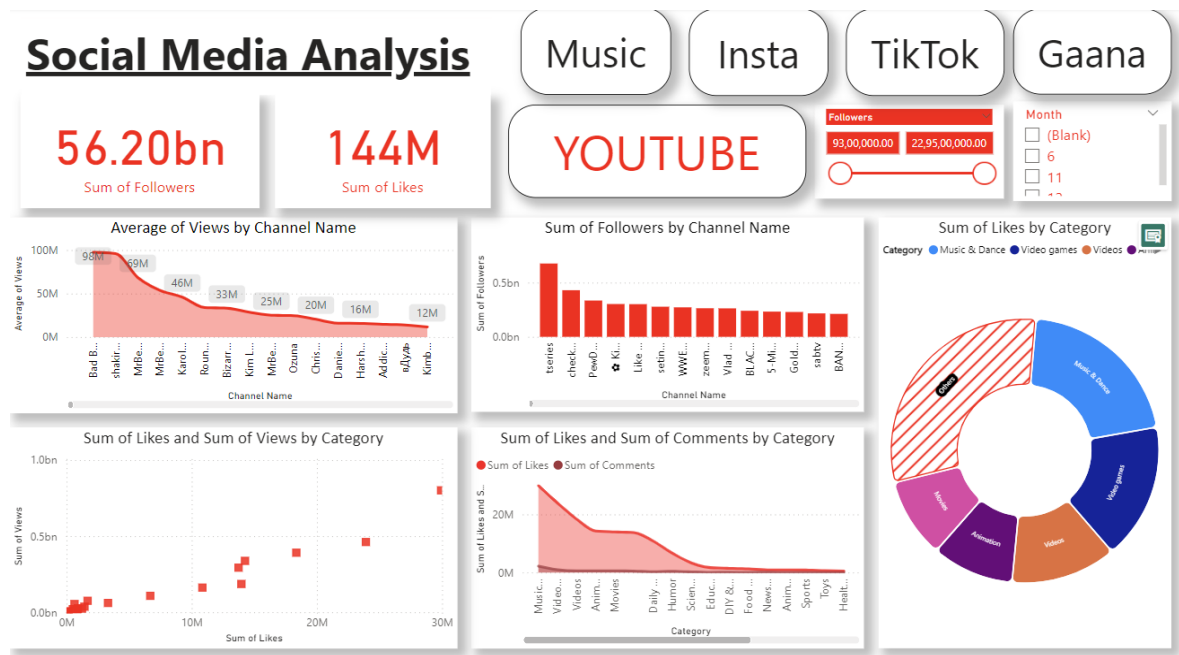 Social Media Analysis
Music
Insta
TikTok
Gaana
56.20bn
Sum of Followers
144M
Sum of Likes
YOUTUBE
Followers
93,00,000.00
22,95,00,000.00
Month
(Blank)
6
11
Average of Views by Channel Name
Average of Views
100M
50M
0M
98M
69M
46M
33M
25M
20M
16M
12M
Bad B...
shakir...
MrBe...
MrBe...
Karol...
Roun...
Bizarr...
Kim L...
MrBe...
Ozuna
Chris...
Danie...
Harsh...
Addic...
Kimb...
Channel Name
Sum of Followers by Channel Name
Sum of Followers
0.5bn
0.0bn
tseries
check...
PewD...
✿ Ki...
Like ...
setin...
WWE...
zeem...
Vlad ...
BLAC...
5-Mi...
Gold...
sabtv
BAN...
Channel Name
Sum of Likes by Category
Category Music & Dance Video games Videos
Others
Music & Dance
Video games
Videos
Animation
Movies
Sum of Likes and Sum of Views by Category
Sum of Views
1.0bn
0.5bn
0.0bn
0M
10M
20M
30M
Sum of Likes
Sum of Likes and Sum of Comments by Category
Sum of Likes Sum of Comments
Sum of Likes and S...
20M
0M
Music...
Video...
Videos
Anim...
Movies
Daily ...
Humor
Scien...
Educ...
DIY &...
Food ...
News...
Anim...
Sports
Toys
Healt...
Category